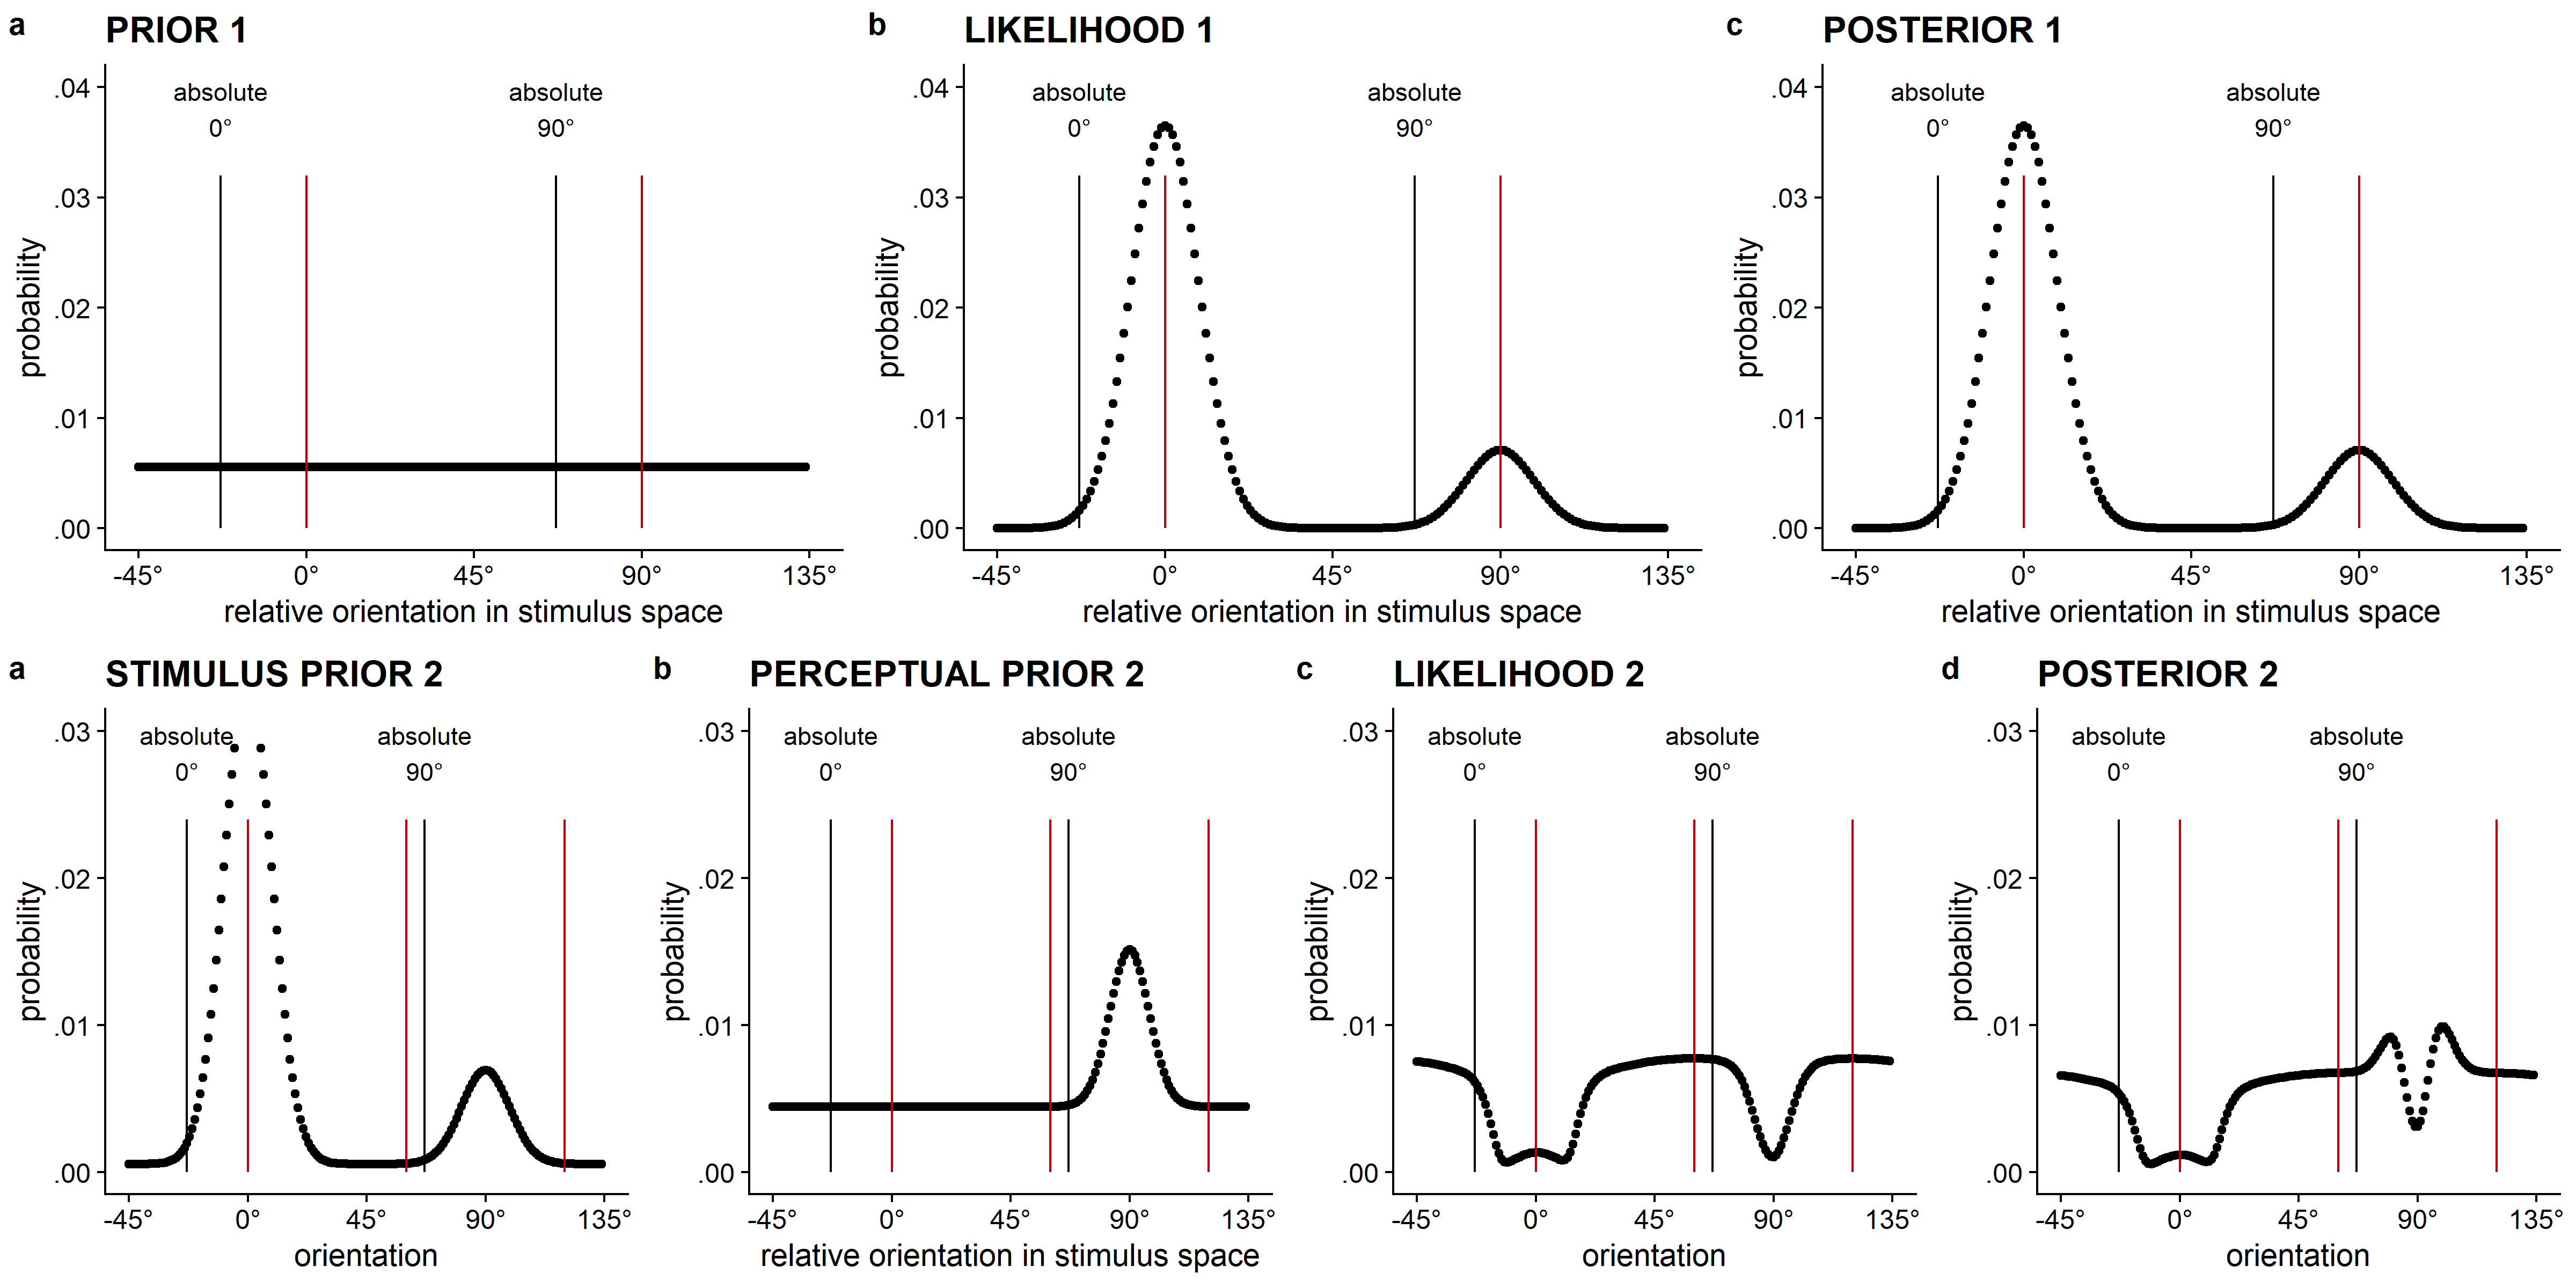 a PRIOR 1
absolute absolute
0° 90°
.04
.03
.02
.01
.00
probability
-45° 0° 45° 90° 135°
relative orientation in stimulus space
b LIKELIHOOD 1
absolute absolute
0° 90°
.04
.03
.02
.01
.00
probability
-45° 0° 45° 90° 135°
relative orientation in stimulus space
c POSTERIOR 1
absolute absolute
0° 90°
.04
.03
.02
.01
.00
probability
-45° 0° 45° 90° 135°
relative orientation in stimulus space
a STIMULUS PRIOR 2
absolute absolute
0° 90°
.03
.02
.01
.00
probability
-45° 0° 45° 90° 135°
orientation
b PERCEPTUAL PRIOR 2
absolute absolute
0° 90°
.03
.02
.01
.00
probability
-45° 0° 45° 90° 135°
relative orientation in stimulus space
c LIKELIHOOD 2
absolute absolute
0° 90°
.03
.02
.01
.00
probability
-45° 0° 45° 90° 135°
orientation
d POSTERIOR 2
absolute absolute
0° 90°
.03
.02
.01
.00
probability
-45° 0° 45° 90° 135°
orientation